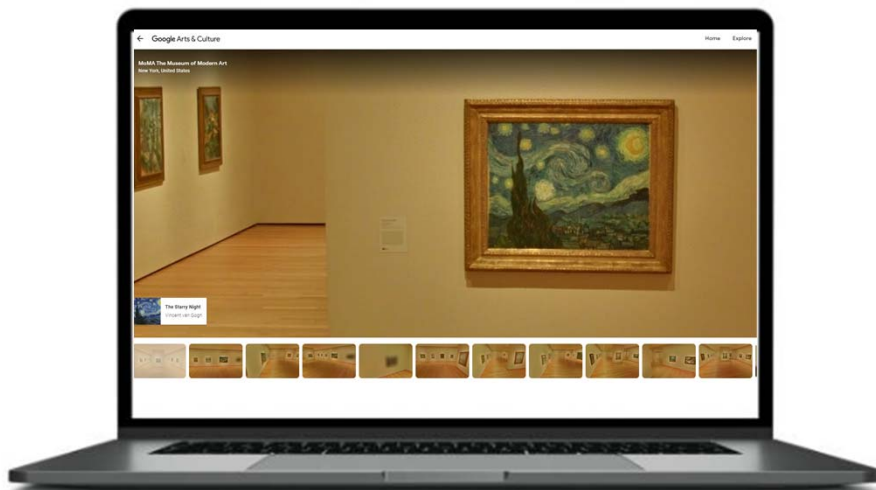 Google Arts & Culture
Home
Explore
MoMA The Museum of Modern Art
New York, United States
The Starry Night
Vincent van Gogh